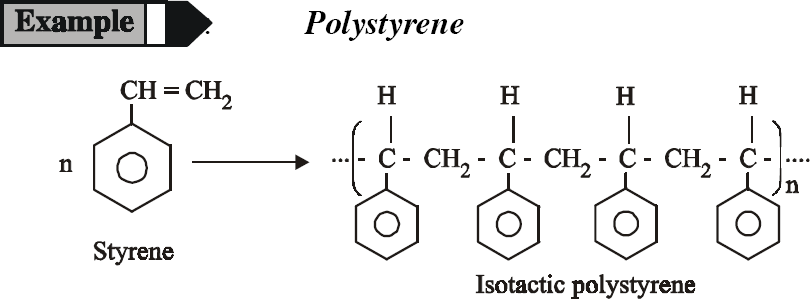 Example Polystyrene
CH = CH2
H H H H
n
···· - C - CH2 - C - CH2 - C - CH2 - C - ····
n
Styrene
Isotactic polystyrene